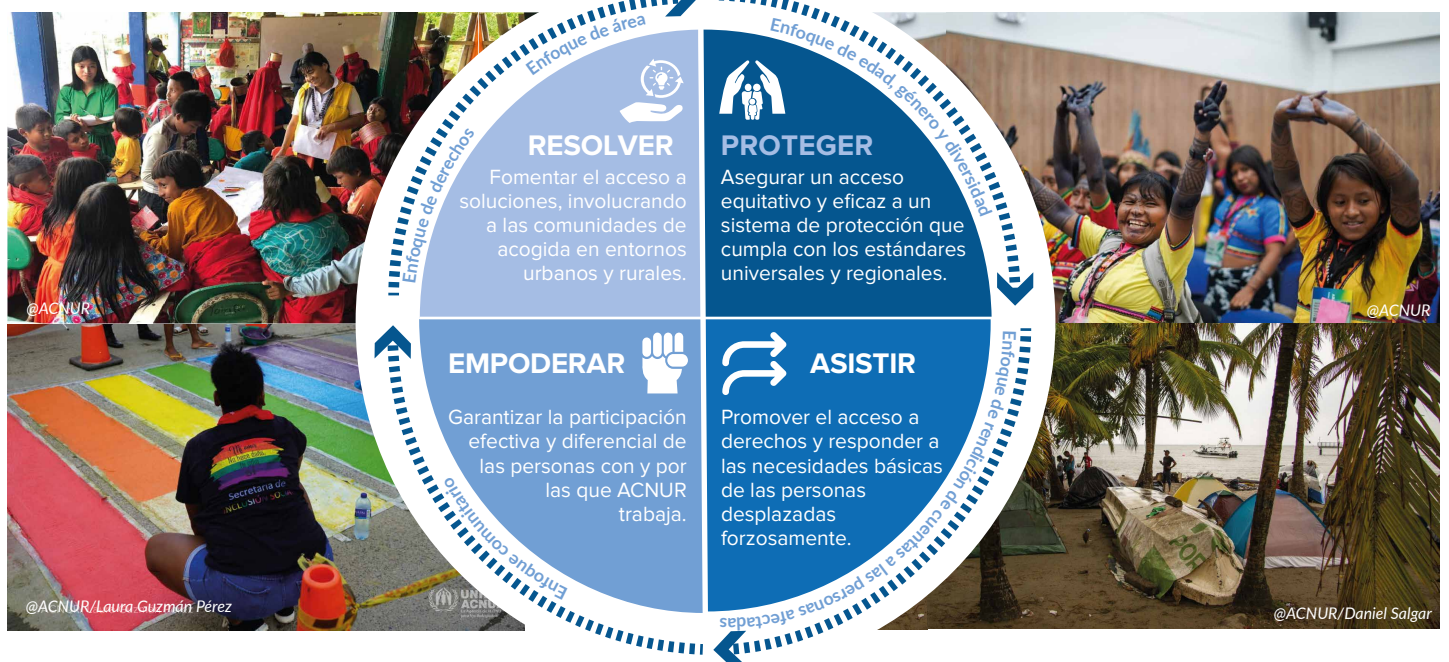 Enfoque de área
Enfoque de edad, género y diversidad
Enfoque de derechos
RESOLVER
Fomentar el acceso a
soluciones, involucrando
a las comunidades de
acogida en entornos
urbanos y rurales.
PROTEGER
Asegurar un acceso
equitativo y eficaz a un
sistema de protección que
cumpla con los estándares
universales y regionales.
@ACNUR
@ACNUR
EMPODERAR
Garantizar la participación
efectiva y diferencial de
las personas con y por
las que ACNUR
trabaja.
ASISTIR
Promover el acceso a
derechos y responder a
las necesidades básicas
de las personas
desplazadas
forzosamente.
Enfoque de rendición de cuentas a las personas afectadas
Enfoque comunitario
Secretaria de
INCLUSIÓN SOCIAL
@ACNUR/Laura Guzmán Pérez
ACNUR
@ACNUR/Daniel Salgar